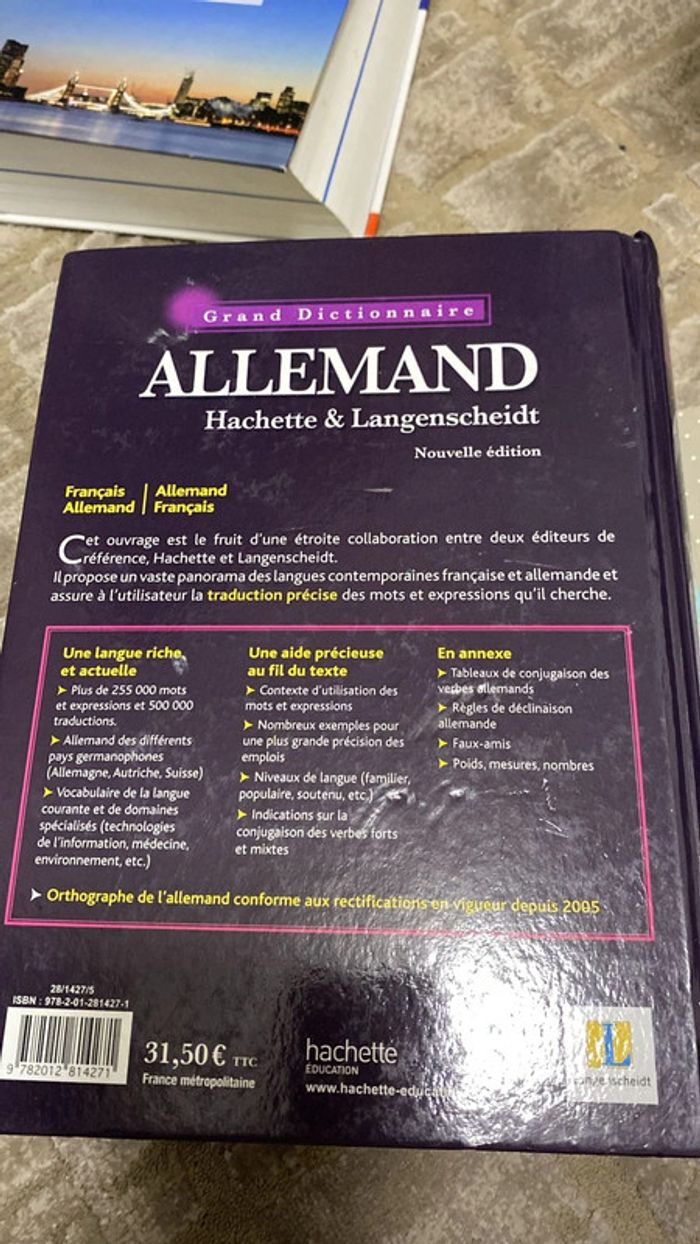 Grand Dictionnaire
ALLEMAND
Hachette & Langenscheidt
Nouvelle édition
Français | Allemand
Allemand | Français
Cet ouvrage est le fruit d'une étroite collaboration entre deux éditeurs de
référence, Hachette et Langenscheidt.
Il propose un vaste panorama des langues contemporaines française et allemande et
assure à l'utilisateur la traduction précise des mots et expressions qu'il cherche.
Une langue riche,
et actuelle
➤ Plus de 255 000 mots
et expressions et 500 000
traductions.
➤ Allemand des différents
pays germanophones
(Allemagne, Autriche, Suisse)
➤ Vocabulaire de la langue
courante et de domaines
spécialisés (technologies
de l'information, médecine,
environnement, etc.)
Une aide précieuse
au fil du texte
➤ Contexte d'utilisation des
mots et expressions
➤ Nombreux exemples pour
une plus grande précision des
emplois
➤ Niveaux de langue (familier,
populaire, soutenu, etc.)
➤ Indications sur la
conjugaison des verbes forts
et mixtes
En annexe
➤ Tableaux de conjugaison des
verbes allemands
➤ Règles de déclinaison
allemande
➤ Faux-amis
➤ Poids, mesures, nombres
➤ Orthographe de l'allemand conforme aux rectifications en vigueur depuis 2005
28/1427/5
ISBN : 978-2-01-281427-1
9 782012 814271
31,50 € TTC
France métropolitaine
hachette
ÉDUCATION
L
Langenscheidt